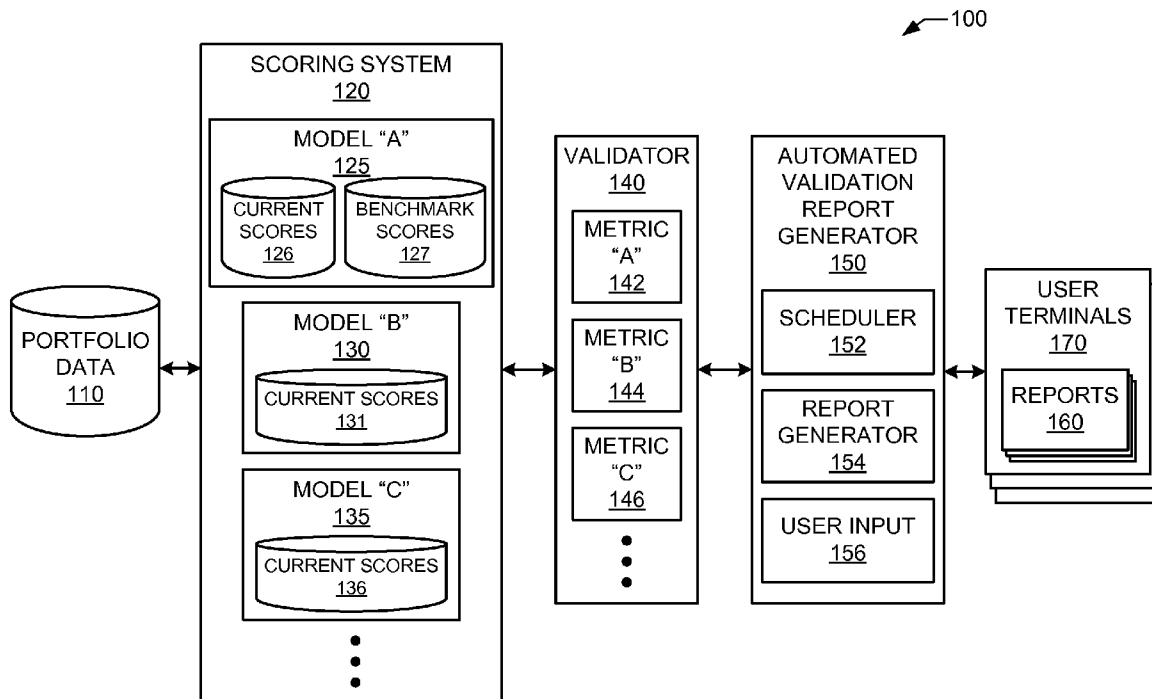 100
SCORING SYSTEM
120
MODEL “A”
125
CURRENT
SCORES
126
BENCHMARK
SCORES
127
PORTFOLIO
DATA
110
MODEL “B”
130
CURRENT SCORES
131
MODEL “C”
135
CURRENT SCORES
136
VALIDATOR
140
METRIC
“A”
142
METRIC
“B”
144
METRIC
“C”
146
AUTOMATED
VALIDATION
REPORT
GENERATOR
150
SCHEDULER
152
REPORT
GENERATOR
154
USER INPUT
156
USER
TERMINALS
170
REPORTS
160